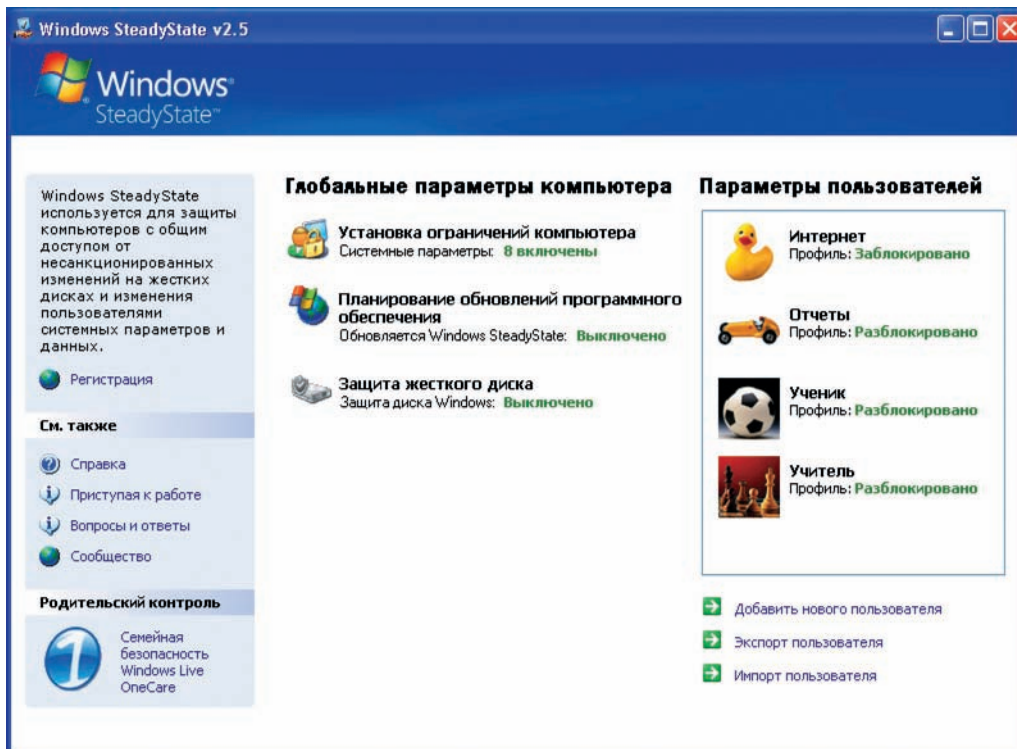 Windows SteadyState v2.5
Windows®
SteadyState™
Windows SteadyState
используется для защиты
компьютеров с общим
доступом от
несанкционированных
изменений на жестких
дисках и изменения
пользователями
системных параметров и
данных.
Регистрация
См. также
Справка
Приступая к работе
Вопросы и ответы
Сообщество
Родительский контроль
Семейная
безопасность
Windows Live
OneCare
Глобальные параметры компьютера
Установка ограничений компьютера
Системные параметры: 8 включены
Планирование обновлений программного
обеспечения
Обновляется Windows SteadyState: Выключено
Защита жесткого диска
Защита диска Windows: Выключено
Параметры пользователей
Интернет
Профиль: Заблокировано
Отчеты
Профиль: Разблокировано
Ученик
Профиль: Разблокировано
Учитель
Профиль: Разблокировано
Добавить нового пользователя
Экспорт пользователя
Импорт пользователя